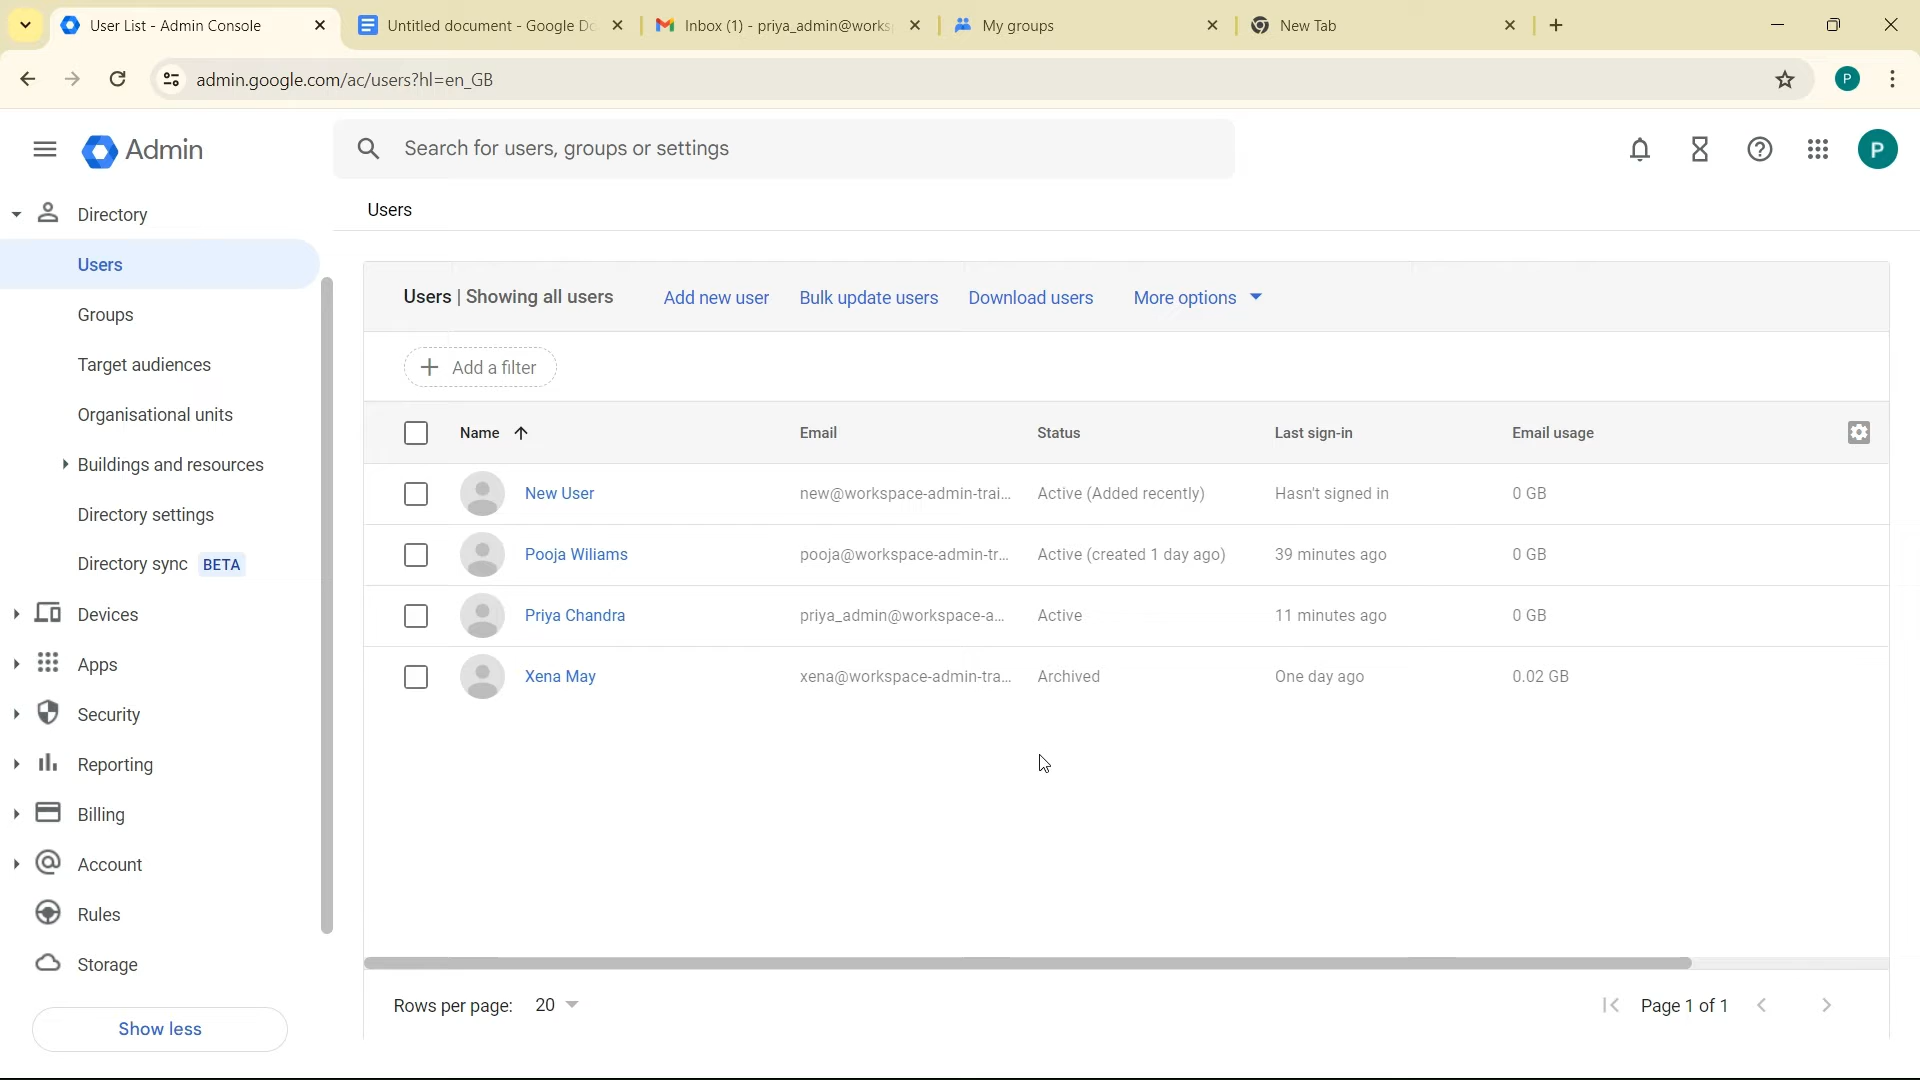 User List - Admin Console
Untitled document - Google Do
Inbox (1) - priya_admin@works
My groups
New Tab
admin.google.com/ac/users?hl=en_GB
P
Admin
Search for users, groups or settings
P
Directory
Users
Groups
Target audiences
Organisational units
Buildings and resources
Directory settings
Directory sync BETA
Devices
Apps
Security
Reporting
Billing
Account
Rules
Storage
Show less
Users
Users | Showing all users Add new user Bulk update users Download users More options
Add a filter
Name Email Status Last sign-in Email usage
New User new@workspace-admin-trai... Active (Added recently) Hasn't signed in 0 GB
Pooja Wiliams pooja@workspace-admin-tr... Active (created 1 day ago) 39 minutes ago 0 GB
Priya Chandra priya_admin@workspace-a... Active 11 minutes ago 0 GB
Xena May xena@workspace-admin-tra... Archived One day ago 0.02 GB
Rows per page: 20 Page 1 of 1